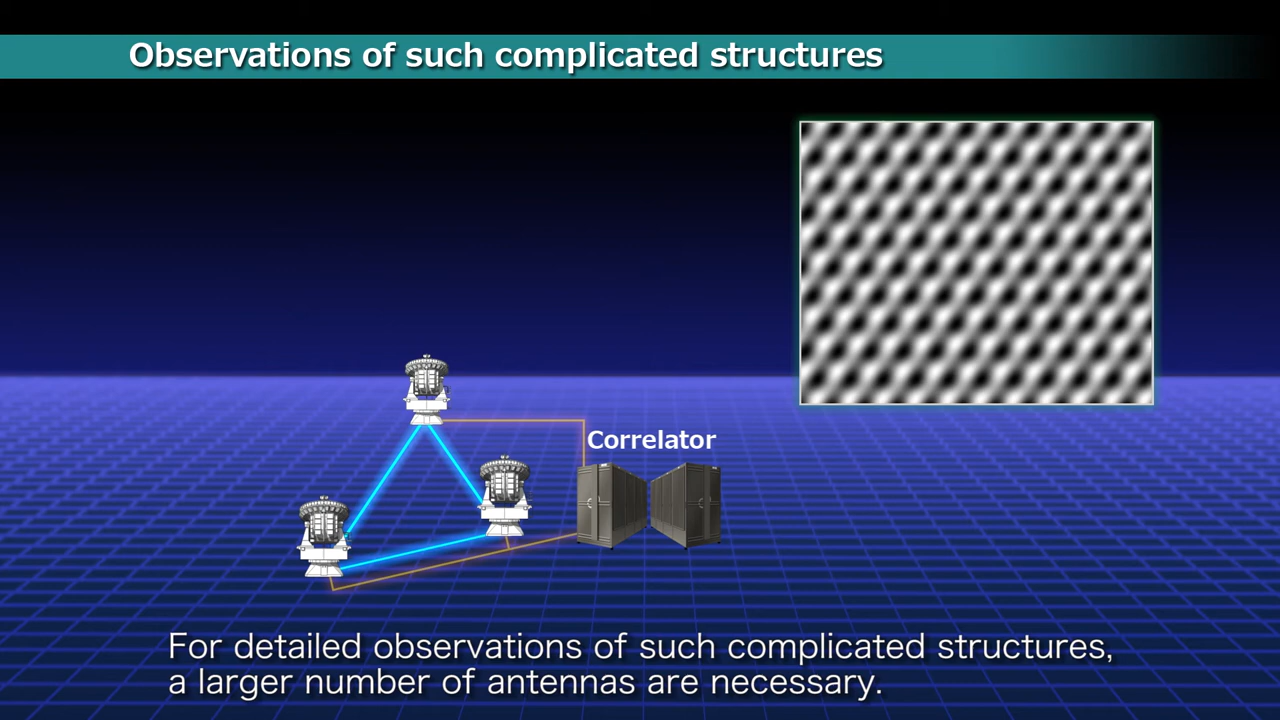 Observations of such complicated structures
Correlator
For detailed observations of such complicated structures,
a larger number of antennas are necessary.